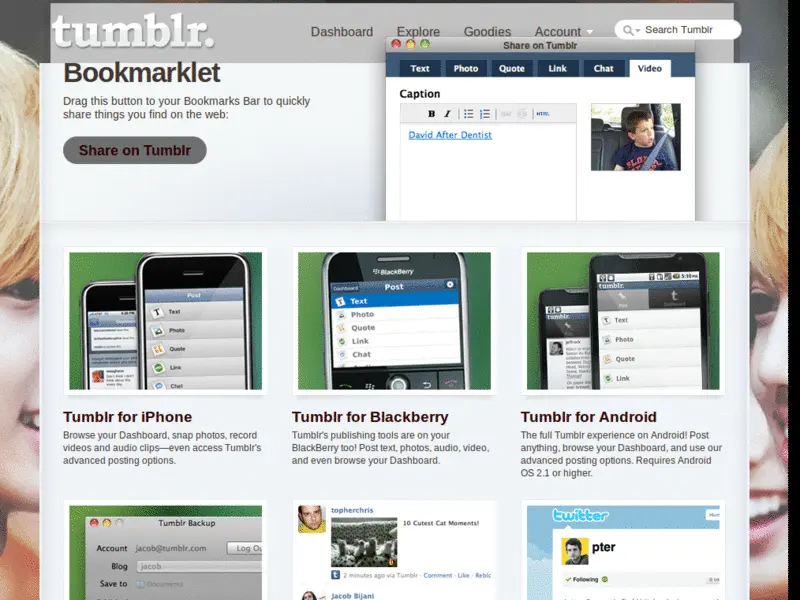 tumblr.
Dashboard Explore Goodies Account
Search Tumblr
Bookmarklet
Drag this button to your Bookmarks Bar to quickly
share things you find on the web:
Share on Tumblr
Share on Tumblr
Text Photo Quote Link Chat Video
Caption
B I HTML
David After Dentist
Post
Text
Photo
Quote
Link
Chat
BlackBerry
Dashboard Post
Text
Photo
Quote
Link
Chat
5:10 PM
tumblr.
Post Dashboard
Text
Photo
Quote
Link
Tumblr for iPhone
Browse your Dashboard, snap photos, record
videos and audio clips—even access Tumblr's
advanced posting options.
Tumblr for Blackberry
Tumblr's publishing tools are on your
BlackBerry too! Post text, photos, audio, video,
and even browse your Dashboard.
Tumblr for Android
The full Tumblr experience on Android! Post
anything, browse your Dashboard, and use our
advanced posting options. Requires Android
OS 2.1 or higher.
Tumblr Backup
Account jacob@tumblr.com Log Ou
Blog jacob
Save to Documents
topherchris
10 Cutest Cat Moments!
2 minutes ago via Tumblr · Comment · Like · Reblo
Jacob Bijani
twitter
pter
Following